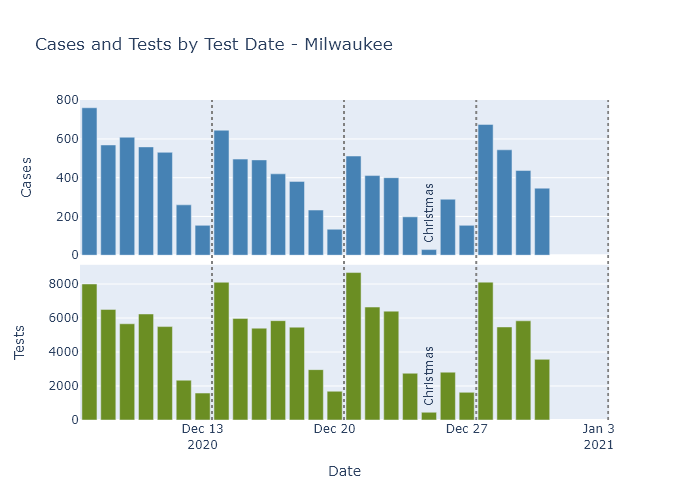 Cases and Tests by Test Date - Milwaukee
800
600
400
200
0
Cases
Christmas
8000
6000
4000
2000
0
Tests
Christmas
Dec 13
2020
Dec 20
Dec 27
Jan 3
2021
Date